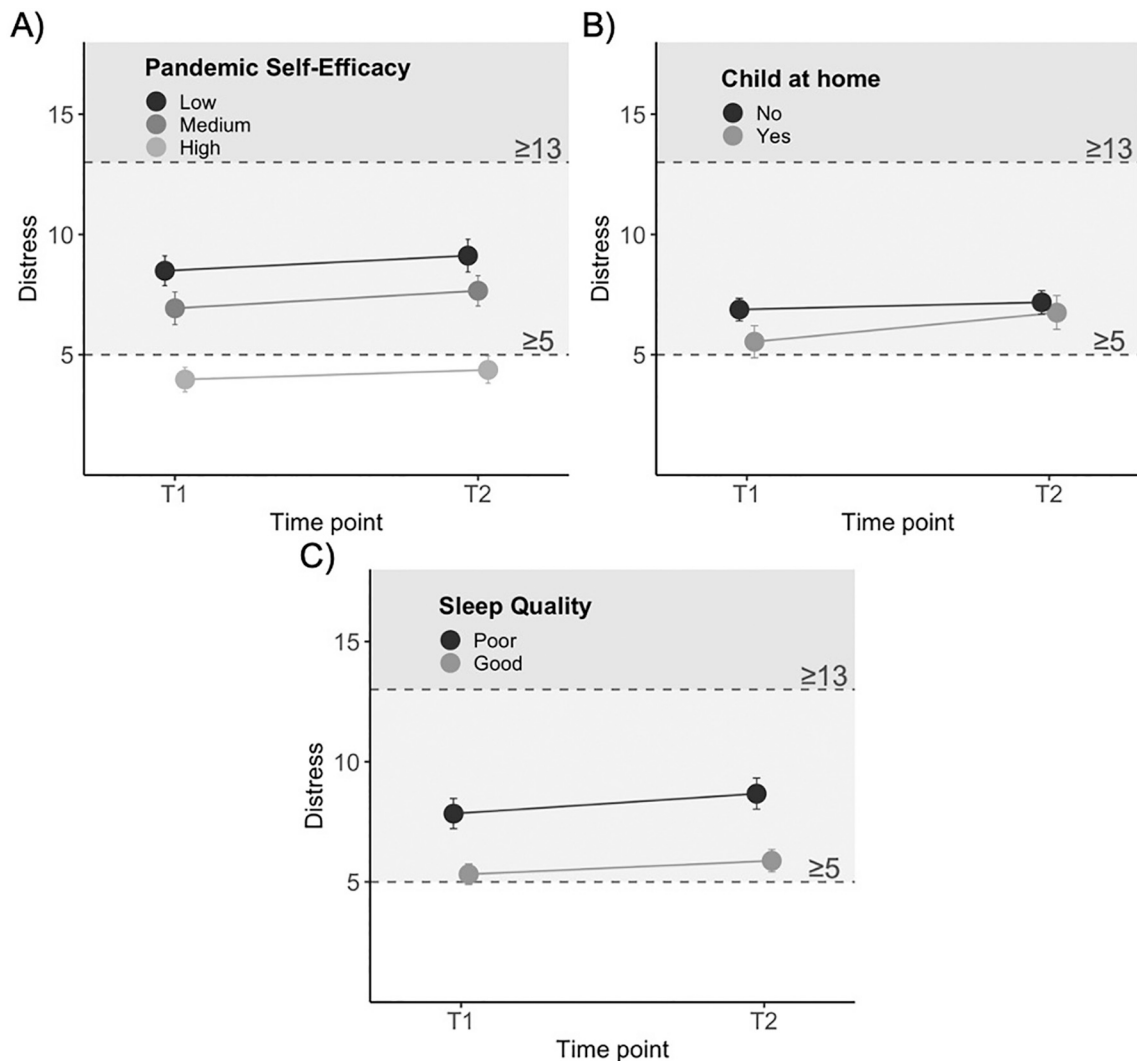 A)
Pandemic Self-Efficacy
Low
Medium
High
15
≥13
10
≥5
5
Distress
T1
T2
Time point
B)
Child at home
No
Yes
15
≥13
10
≥5
5
Distress
T1
T2
Time point
C)
Sleep Quality
Poor
Good
15
≥13
10
≥5
5
Distress
T1
T2
Time point